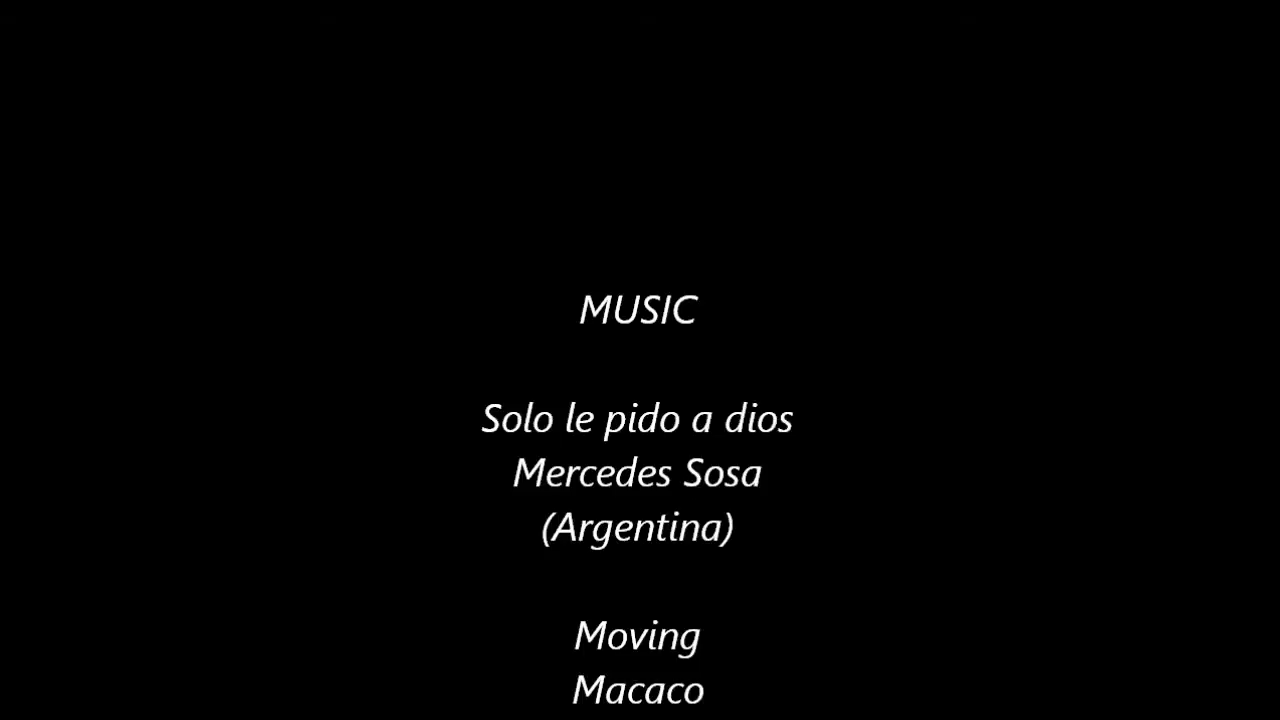 MUSIC
Solo le pido a dios
Mercedes Sosa
(Argentina)
Moving
Macaco